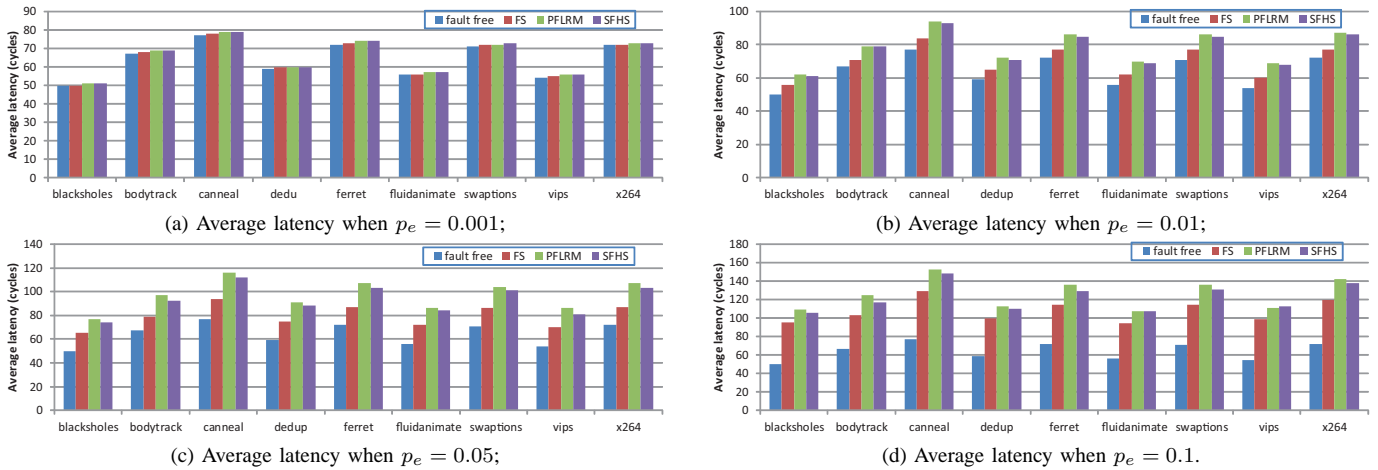 Average latency (cycles)
90
80
70
60
50
40
30
20
10
0
fault free FS PFLRM SFHS
blacksholes bodytrack canneal dedu ferret fluidanimate swaptions vips x264
(a) Average latency when p_e = 0.001;
Average latency (cycles)
100
80
60
40
20
0
fault free FS PFLRM SFHS
blacksholes bodytrack canneal dedup ferret fluidanimate swaptions vips x264
(b) Average latency when p_e = 0.01;
Average latency (cycles)
140
120
100
80
60
40
20
0
fault free FS PFLRM SFHS
blacksholes bodytrack canneal dedup ferret fluidanimate swaptions vips x264
(c) Average latency when p_e = 0.05;
Average latency (cycles)
180
160
140
120
100
80
60
40
20
0
fault free FS PFLRM SFHS
blacksholes bodytrack canneal dedup ferret fluidanimate swaptions vips x264
(d) Average latency when p_e = 0.1.